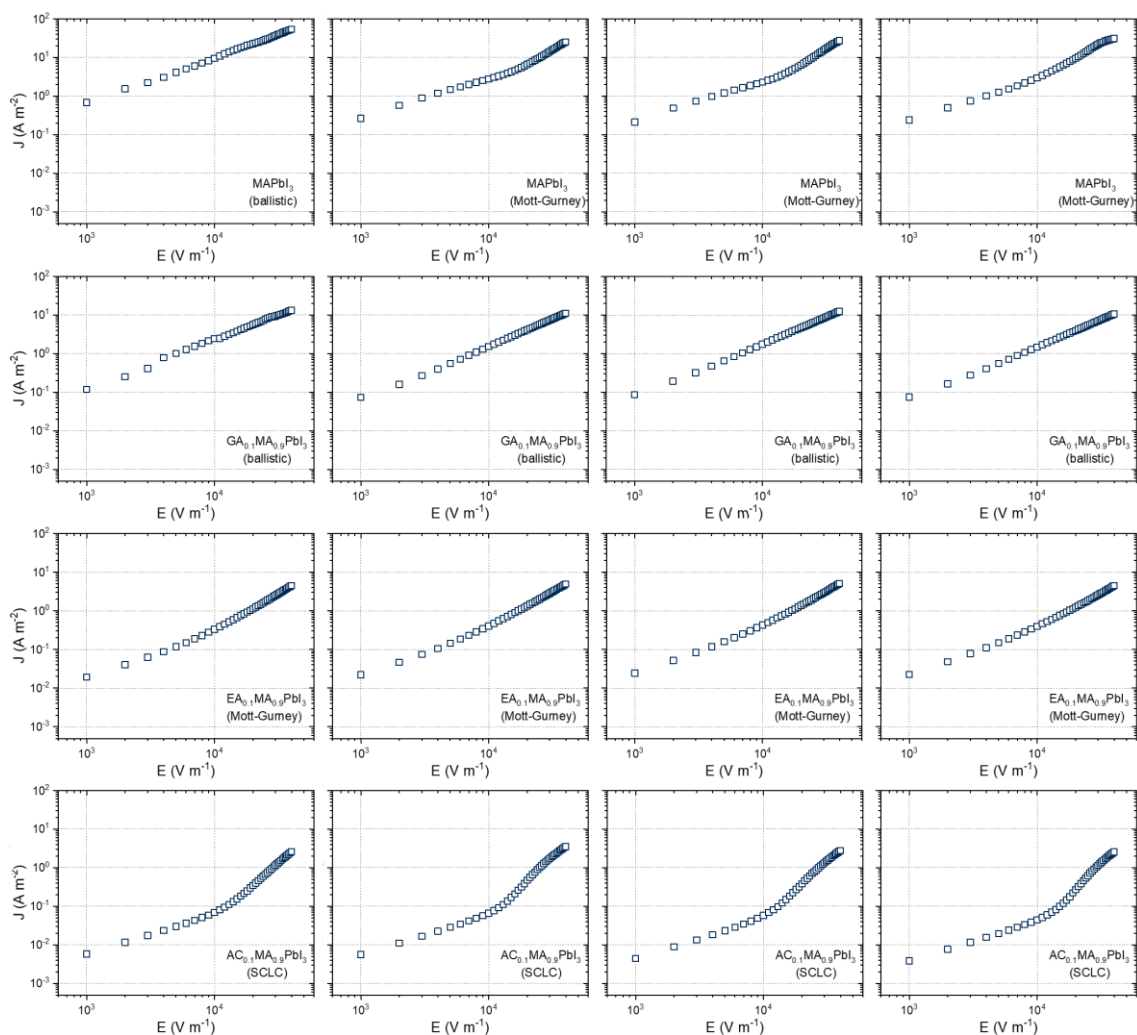 10²
10¹
10⁰
10⁻¹
10⁻²
10⁻³
J (A m⁻²)
MAPbI₃
(ballistic)
MAPbI₃
(Mott-Gurney)
MAPbI₃
(Mott-Gurney)
MAPbI₃
(Mott-Gurney)
10³ 10⁴
10³ 10⁴
10³ 10⁴
10³ 10⁴
E (V m⁻¹)
E (V m⁻¹)
E (V m⁻¹)
E (V m⁻¹)
10²
10¹
10⁰
10⁻¹
10⁻²
10⁻³
J (A m⁻²)
GA₀.₁MA₀.₉PbI₃
(ballistic)
GA₀.₁MA₀.₉PbI₃
(ballistic)
GA₀.₁MA₀.₉PbI₃
(ballistic)
GA₀.₁MA₀.₉PbI₃
(ballistic)
10³ 10⁴
10³ 10⁴
10³ 10⁴
10³ 10⁴
E (V m⁻¹)
E (V m⁻¹)
E (V m⁻¹)
E (V m⁻¹)
10²
10¹
10⁰
10⁻¹
10⁻²
10⁻³
J (A m⁻²)
EA₀.₁MA₀.₉PbI₃
(Mott-Gurney)
EA₀.₁MA₀.₉PbI₃
(Mott-Gurney)
EA₀.₁MA₀.₉PbI₃
(Mott-Gurney)
EA₀.₁MA₀.₉PbI₃
(Mott-Gurney)
10³ 10⁴
10³ 10⁴
10³ 10⁴
10³ 10⁴
E (V m⁻¹)
E (V m⁻¹)
E (V m⁻¹)
E (V m⁻¹)
10²
10¹
10⁰
10⁻¹
10⁻²
10⁻³
J (A m⁻²)
AC₀.₁MA₀.₉PbI₃
(SCLC)
AC₀.₁MA₀.₉PbI₃
(SCLC)
AC₀.₁MA₀.₉PbI₃
(SCLC)
AC₀.₁MA₀.₉PbI₃
(SCLC)
10³ 10⁴
10³ 10⁴
10³ 10⁴
10³ 10⁴
E (V m⁻¹)
E (V m⁻¹)
E (V m⁻¹)
E (V m⁻¹)